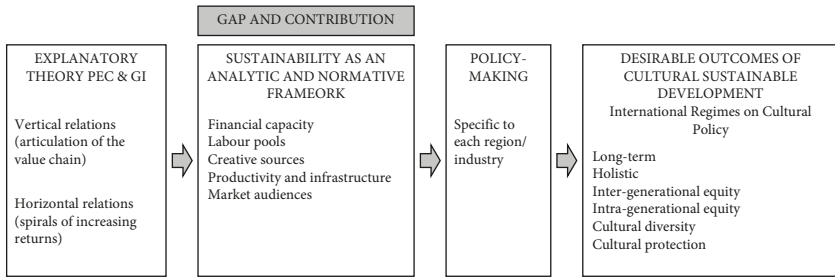 GAP AND CONTRIBUTION
EXPLANATORY
THEORY PEC & GI
Vertical relations
(articulation of the
value chain)
Horizontal relations
(spirals of increasing
returns)
SUSTAINABILITY AS AN
ANALYTIC AND NORMATIVE
FRAMEORK
Financial capacity
Labour pools
Creative sources
Productivity and infrastructure
Market audiences
POLICY-
MAKING
Specific to
each region/
industry
DESIRABLE OUTCOMES OF
CULTURAL SUSTAINABLE
DEVELOPMENT
International Regimes on Cultural
Policy
Long-term
Holistic
Inter-generational equity
Intra-generational equity
Cultural diversity
Cultural protection